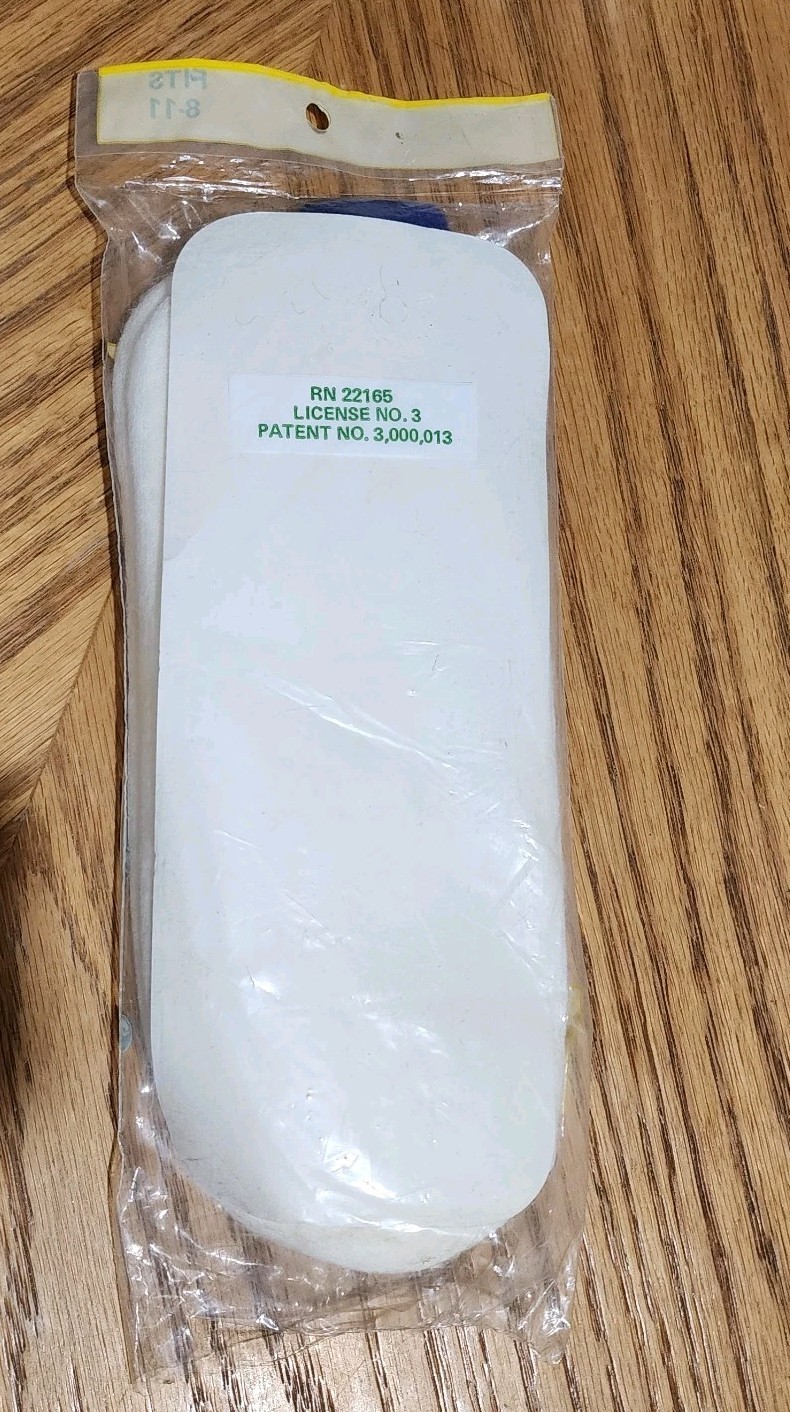 FITS
8-11
RN 22165
LICENSE NO. 3
PATENT NO. 3,000,013